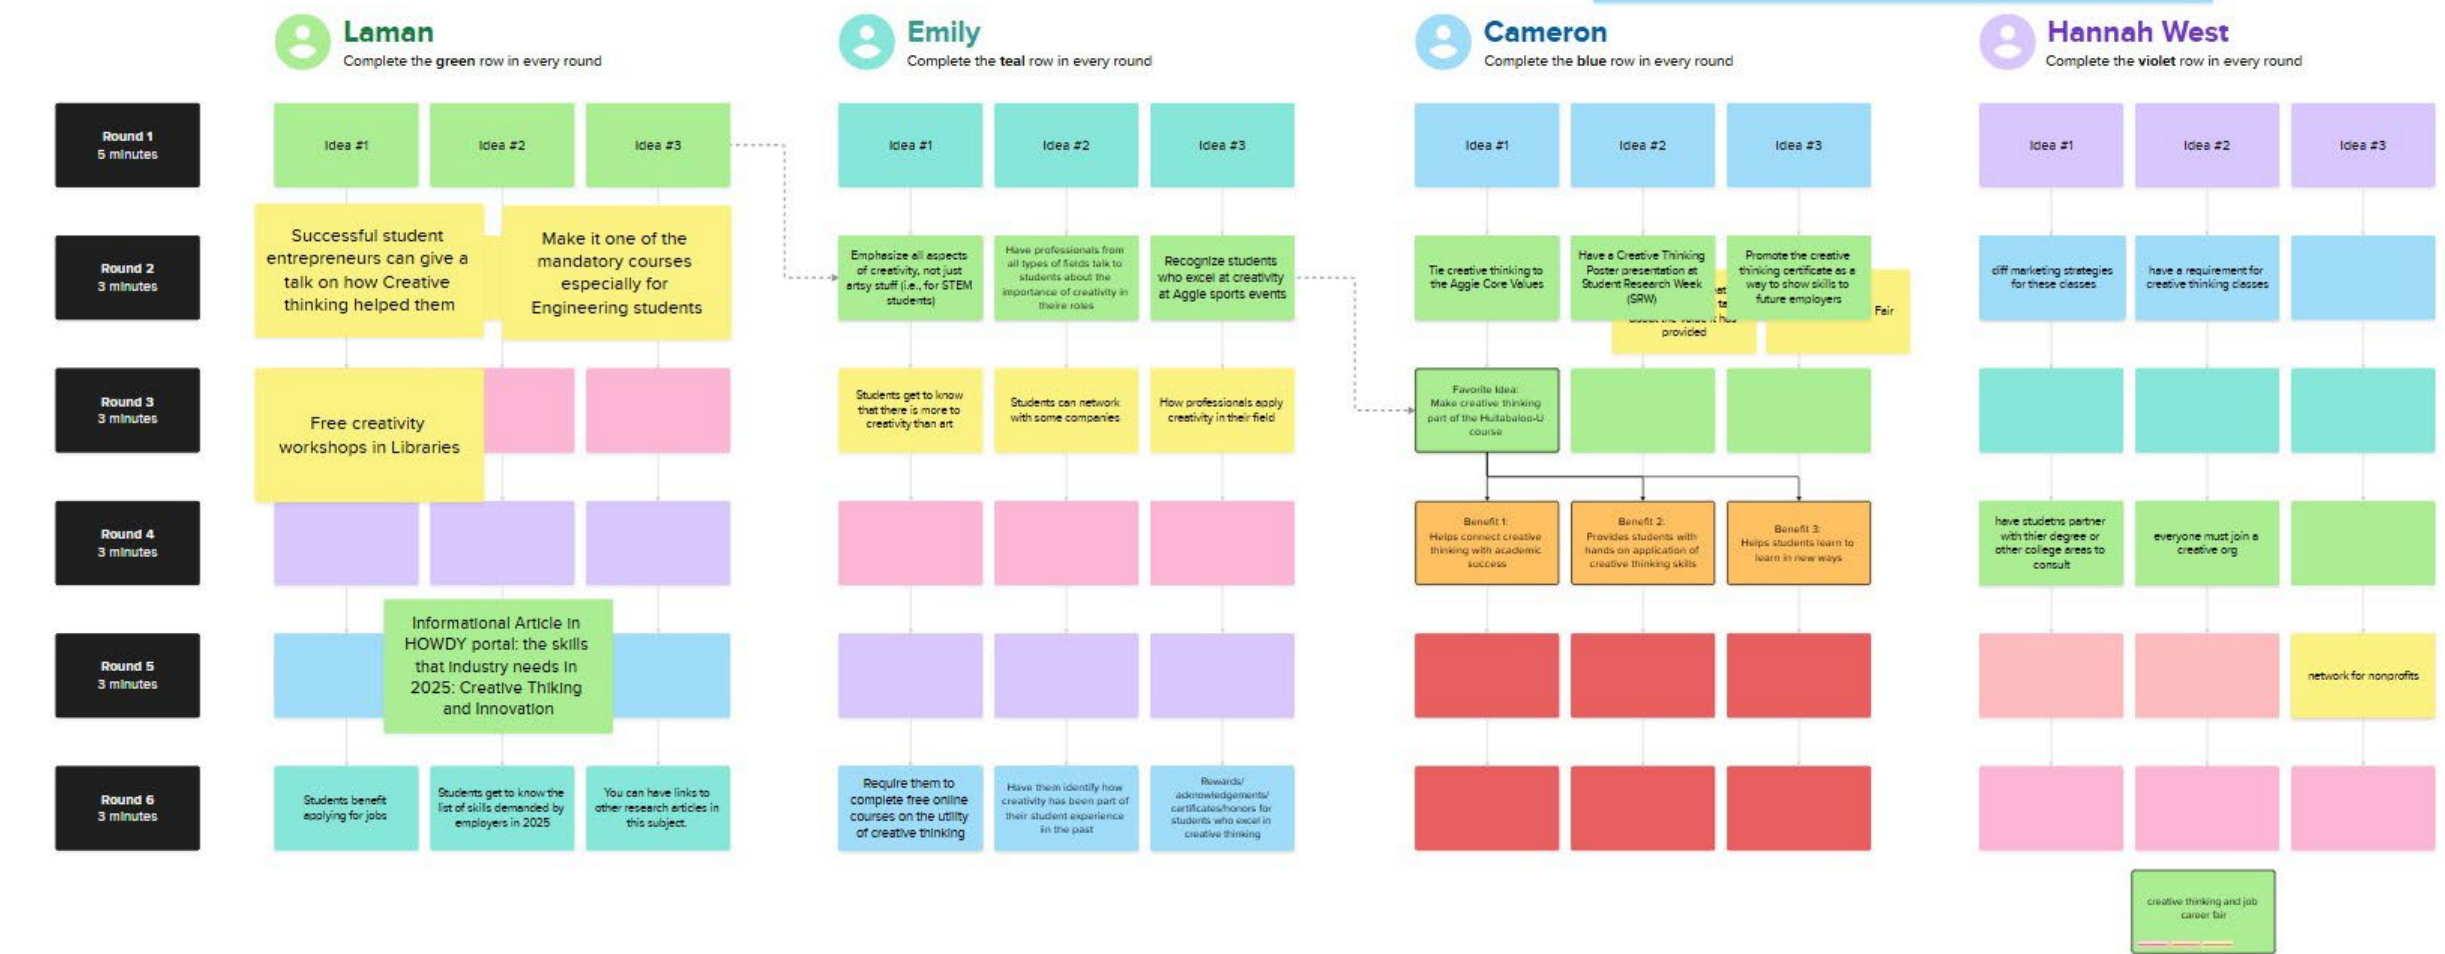 Laman
Complete the green row in every round
Emily
Complete the teal row in every round
Cameron
Complete the blue row in every round
Hannah West
Complete the violet row in every round
Round 1
5 minutes
Idea #1
Idea #2
Idea #3
Idea #1
Idea #2
Idea #3
Idea #1
Idea #2
Idea #3
Idea #1
Idea #2
Idea #3
Round 2
3 minutes
Successful student
entrepreneurs can give a
talk on how Creative
thinking helped them
Make it one of the
mandatory courses
especially for
Engineering students
Emphasize all aspects
of creativity, not just
artsy stuff (i.e., for STEM
students)
Have professionals from
all types of fields talk to
students about the
importance of creativity in
theire roles
Recognize students
who excel at creativity
at Aggie sports events
Tie creative thinking to
the Aggie Core Values
Have a Creative Thinking
Poster presentation at
Student Research Week
(SRW)
provided
Promote the creative
thinking certificate as a
way to show skills to
future employers
Fair
diff marketing strategies
for these classes
have a requirement for
creative thinking classes
Round 3
3 minutes
Free creativity
workshops in Libraries
Students get to know
that there is more to
creativity than art
Students can network
with some companies
How professionals apply
creativity in their field
Favorite Idea:
Make creative thinking
part of the Hullabaloo-U
course
Round 4
3 minutes
Benefit 1:
Helps connect creative
thinking with academic
success
Benefit 2:
Provides students with
hands on application of
creative thinking skills
Benefit 3:
Helps students learn to
learn in new ways
have studetns partner
with thier degree or
other college areas to
consult
everyone must join a
creative org
Round 5
3 minutes
Informational Article in
HOWDY portal: the skills
that industry needs in
2025: Creative Thiking
and Innovation
network for nonprofits
Round 6
3 minutes
Students benefit
applying for jobs
Students get to know the
list of skills demanded by
employers in 2025
You can have links to
other research articles in
this subject.
Require them to
complete free online
courses on the utility
of creative thinking
Have them identify how
creativity has been part of
their student experience
iin the past
Rewards/
acknowledgements/
certificates/honors for
students who excel in
creative thinking
creative thinking and job
career fair